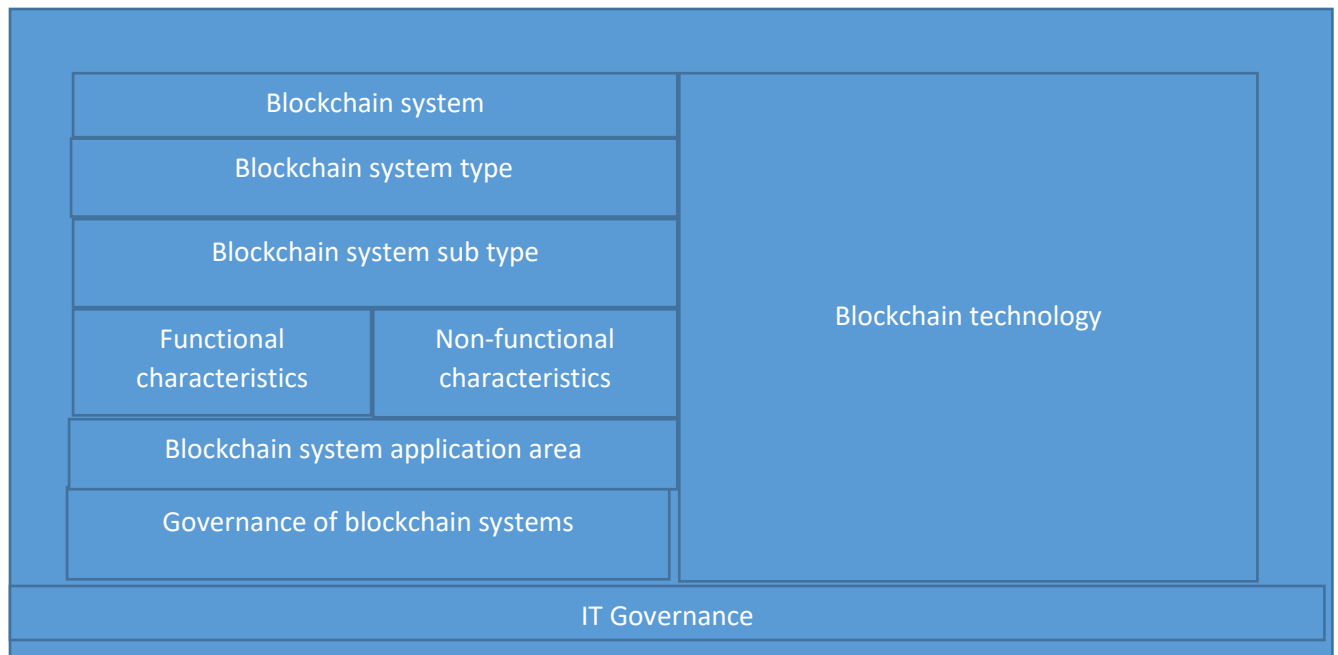 Blockchain system
Blockchain system type
Blockchain system sub type
Functional
characteristics
Non-functional
characteristics
Blockchain system application area
Governance of blockchain systems
Blockchain technology
IT Governance